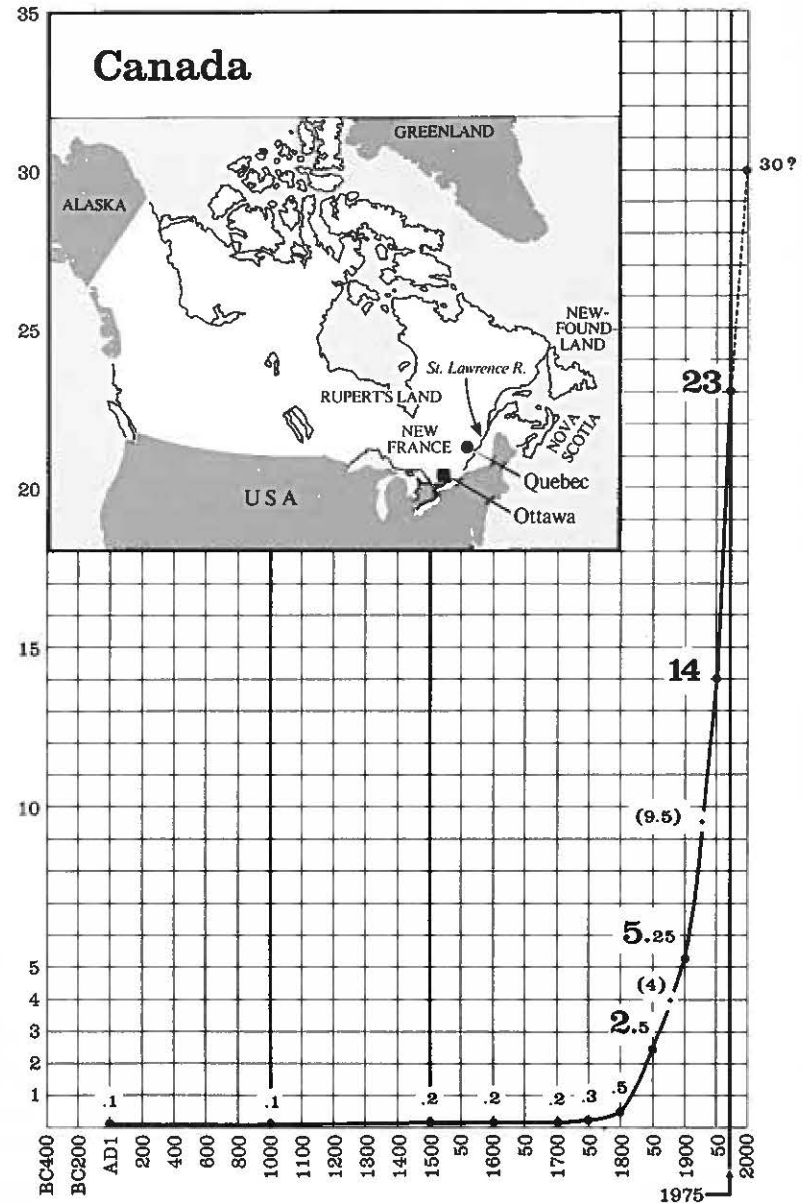 35
Canada
GREENLAND
30
30?
ALASKA
25
NEW-
FOUND
LAND
St. Lawrence R.
23
RUPERT'S LAND
NEW
FRANCE
NOVA
SCOTIA
20
USA
Quebec
Ottawa
15
14
10
(9.5)
5.25
5
(4)
4
3
2.5
2
1
.1
.1
.2
.2
.2
.3
.5
BC400
BC200
AD1
200
400
600
800
1000
1100
1200
1300
1400
1500
50
1600
50
1700
50
1800
50
1900
50
2000
1975